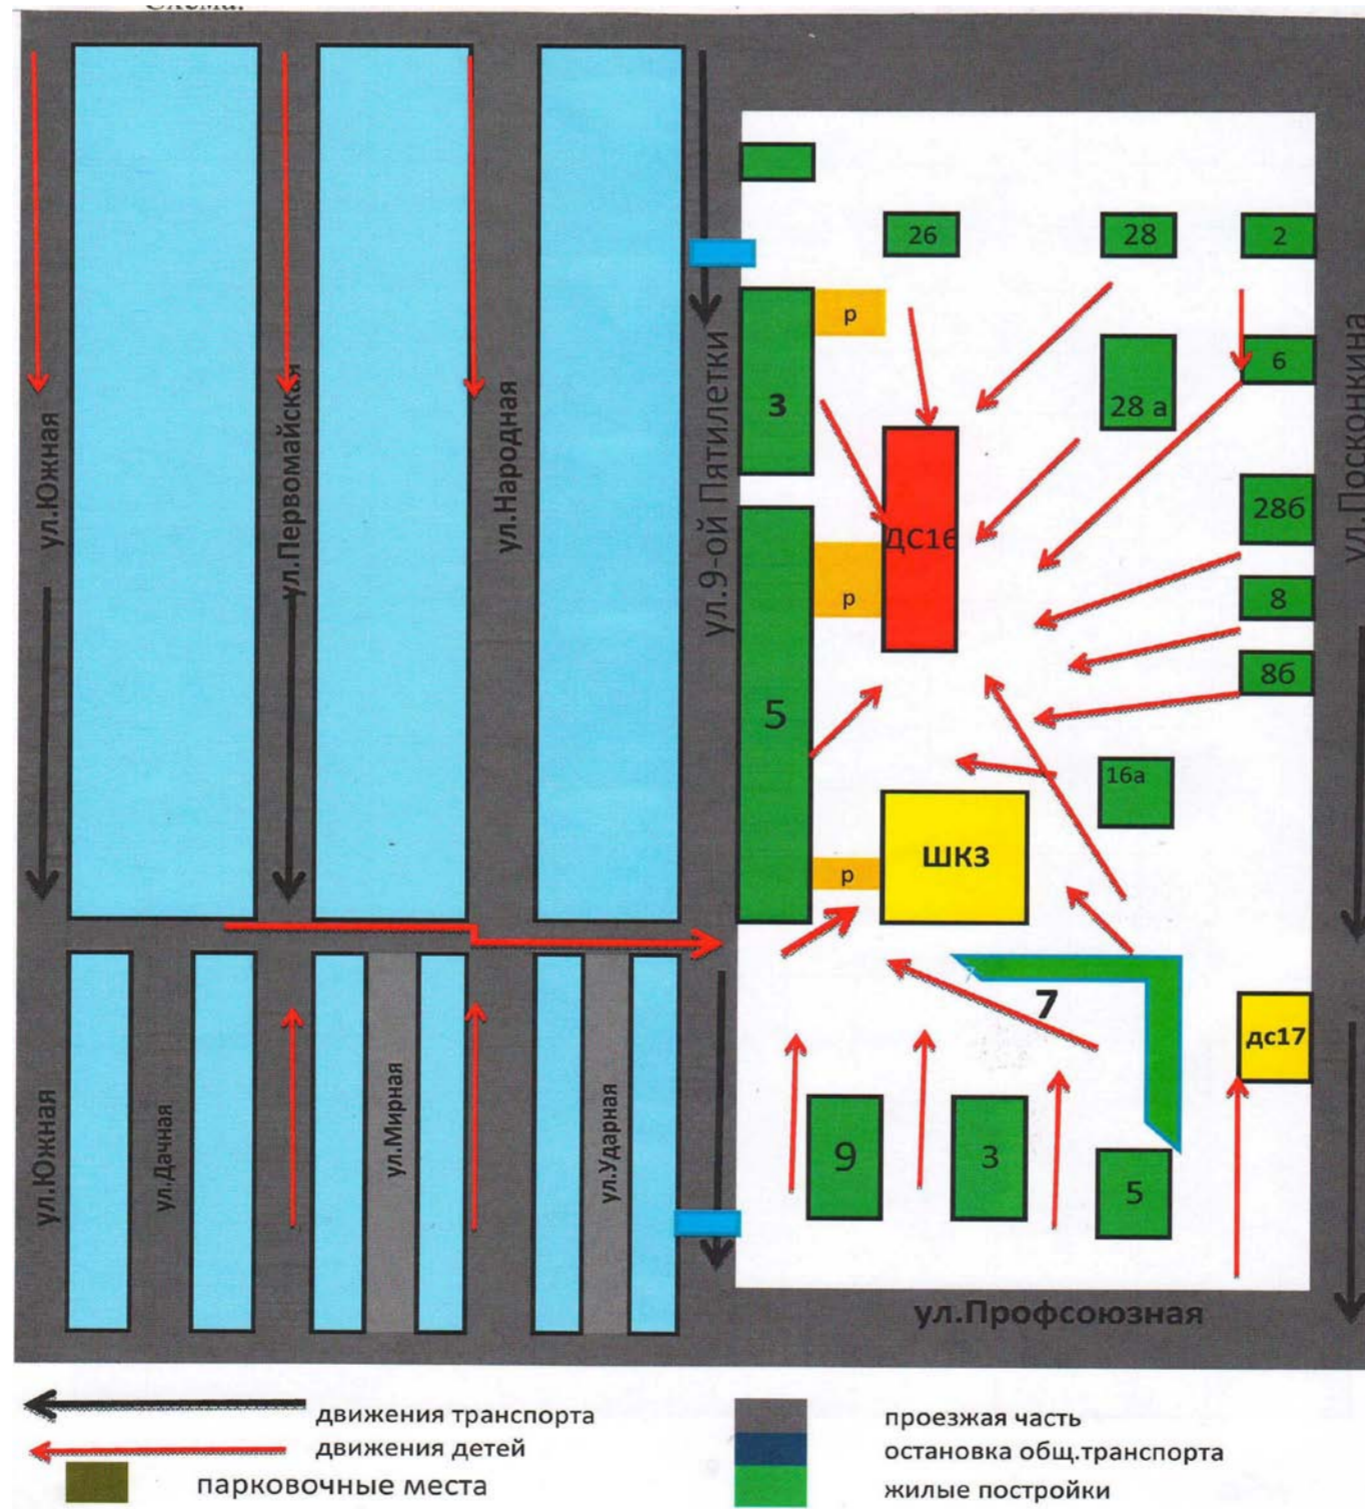 Схема.
26
28
2
6
р
3
28 а
ул.Южная
ул.Первомайская
ул.Народная
ул.9-ой Пятилетки
ул.Посконкина
ДС16
28б
8
8б
р
5
16а
ШКЗ
р
7
дс17
ул.Южная
ул.Дачная
ул.Мирная
ул.Ударная
9
3
5
ул.Профсоюзная
движения транспорта
движения детей
парковочные места
проезжая часть
остановка общ.транспорта
жилые постройки